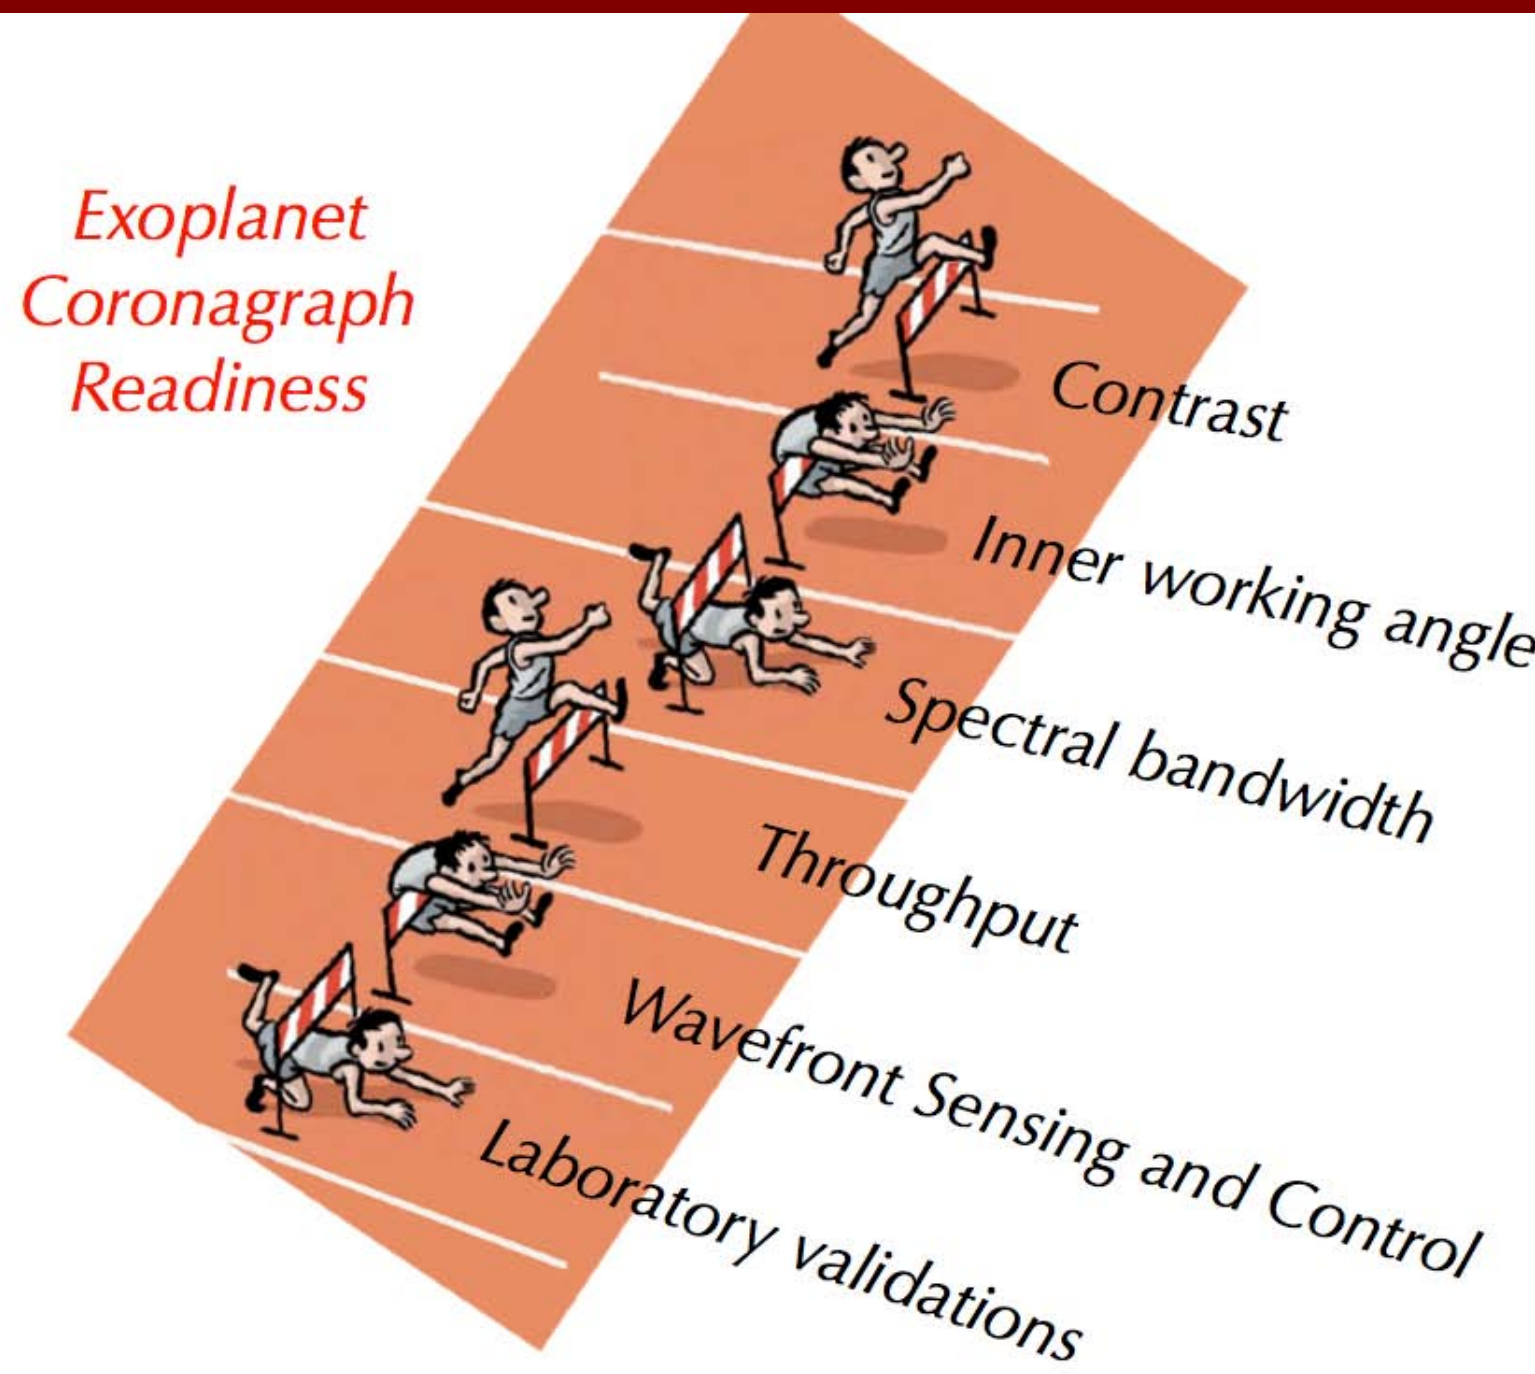 Exoplanet
Coronagraph
Readiness
Contrast
Inner working angle
Spectral bandwidth
Throughput
Wavefront Sensing and Control
Laboratory validations